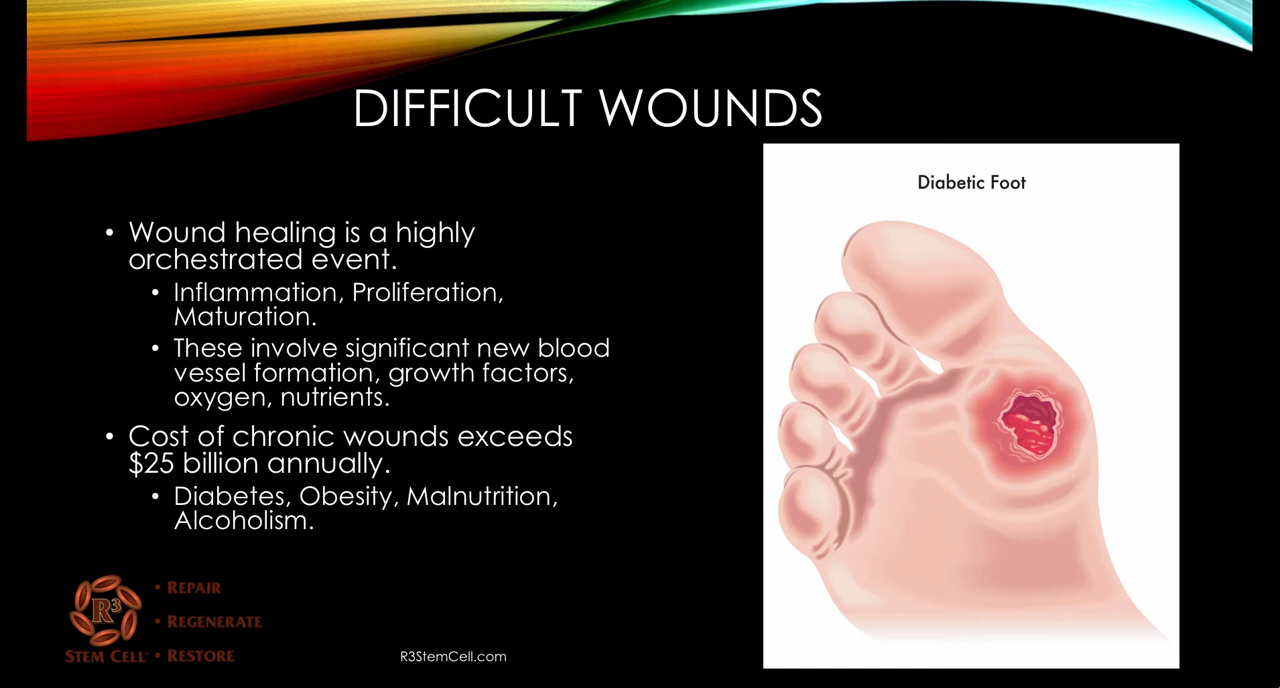 DIFFICULT WOUNDS
• Wound healing is a highly
orchestrated event.
• Inflammation, Proliferation,
Maturation.
• These involve significant new blood
vessel formation, growth factors,
oxygen, nutrients.
• Cost of chronic wounds exceeds
$25 billion annually.
• Diabetes, Obesity, Malnutrition,
Alcoholism.
Diabetic Foot
R³
STEM CELL™
• REPAIR
• REGENERATE
• RESTORE
R3StemCell.com